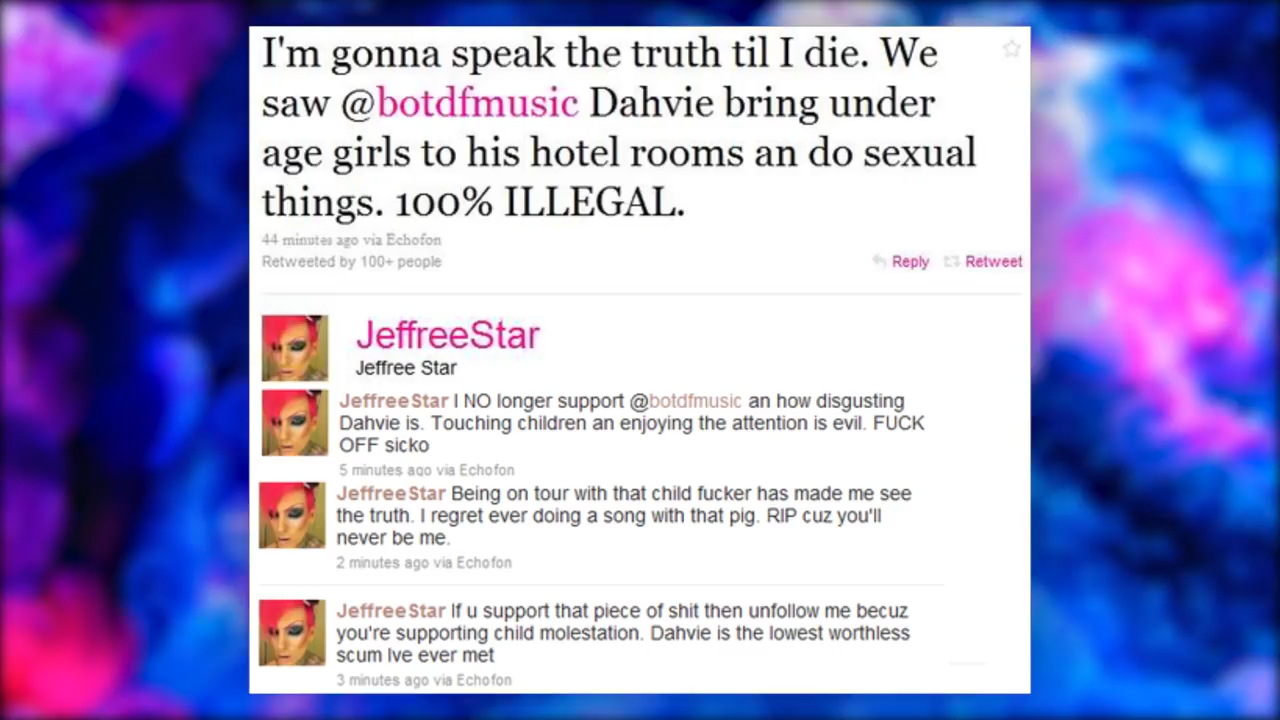 I'm gonna speak the truth til I die. We
saw @botdfmusic Dahvie bring under
age girls to his hotel rooms an do sexual
things. 100% ILLEGAL.
44 minutes ago via Echofon
Retweeted by 100+ people
Reply Retweet
JeffreeStar
Jeffree Star
JeffreeStar I NO longer support @botdfmusic an how disgusting
Dahvie is. Touching children an enjoying the attention is evil. FUCK
OFF sicko
5 minutes ago via Echofon
JeffreeStar Being on tour with that child fucker has made me see
the truth. I regret ever doing a song with that pig. RIP cuz you'll
never be me.
2 minutes ago via Echofon
JeffreeStar If u support that piece of shit then unfollow me becuz
you're supporting child molestation. Dahvie is the lowest worthless
scum Ive ever met
3 minutes ago via Echofon